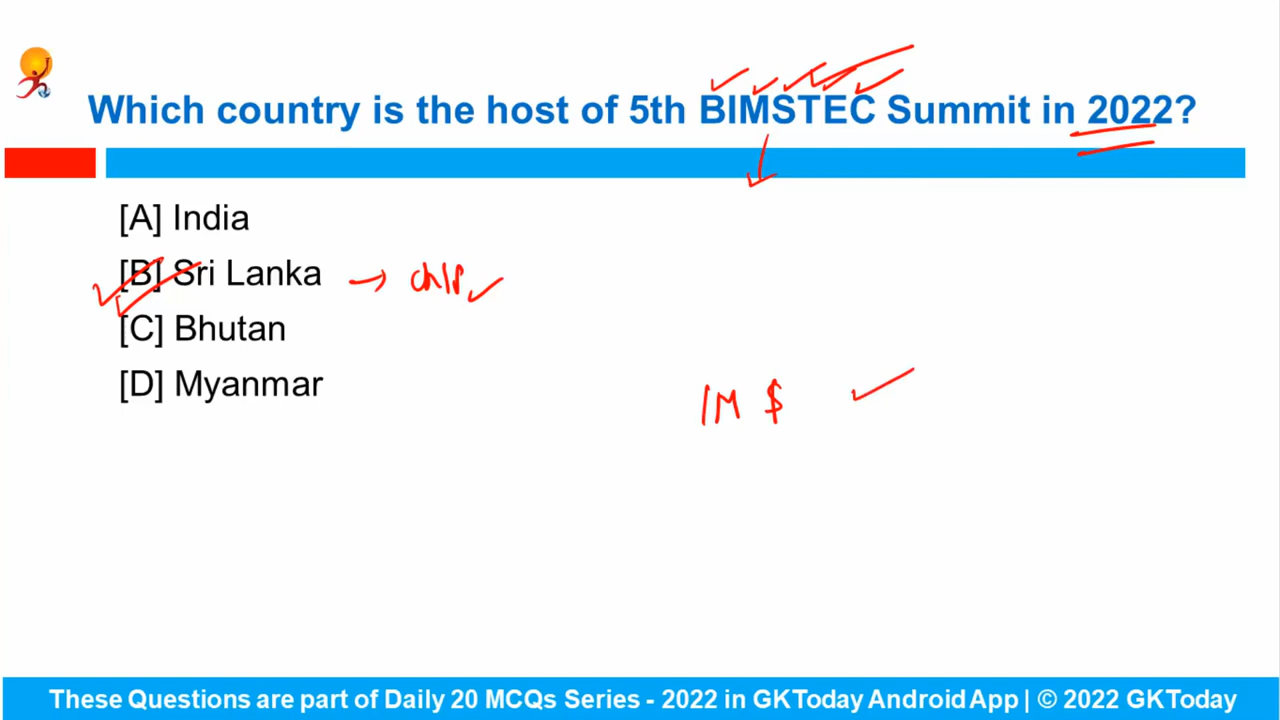 Which country is the host of 5th BIMSTEC Summit in 2022?
[A] India
[B] Sri Lanka
[C] Bhutan
[D] Myanmar
1M $
These Questions are part of Daily 20 MCQs Series - 2022 in GKToday Android App | © 2022 GKToday